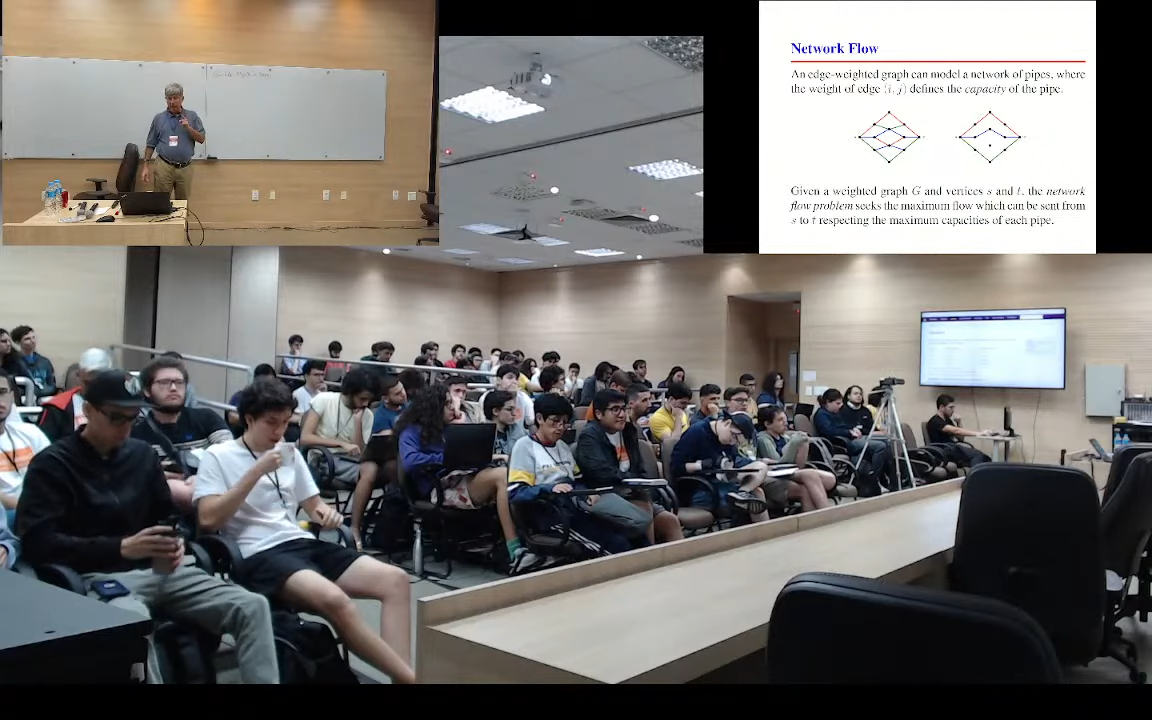 Network Flow
An edge-weighted graph can model a network of pipes, where
the weight of edge (i, j) defines the capacity of the pipe.
Given a weighted graph G and vertices s and t, the network
flow problem seeks the maximum flow which can be sent from
s to t respecting the maximum capacities of each pipe.